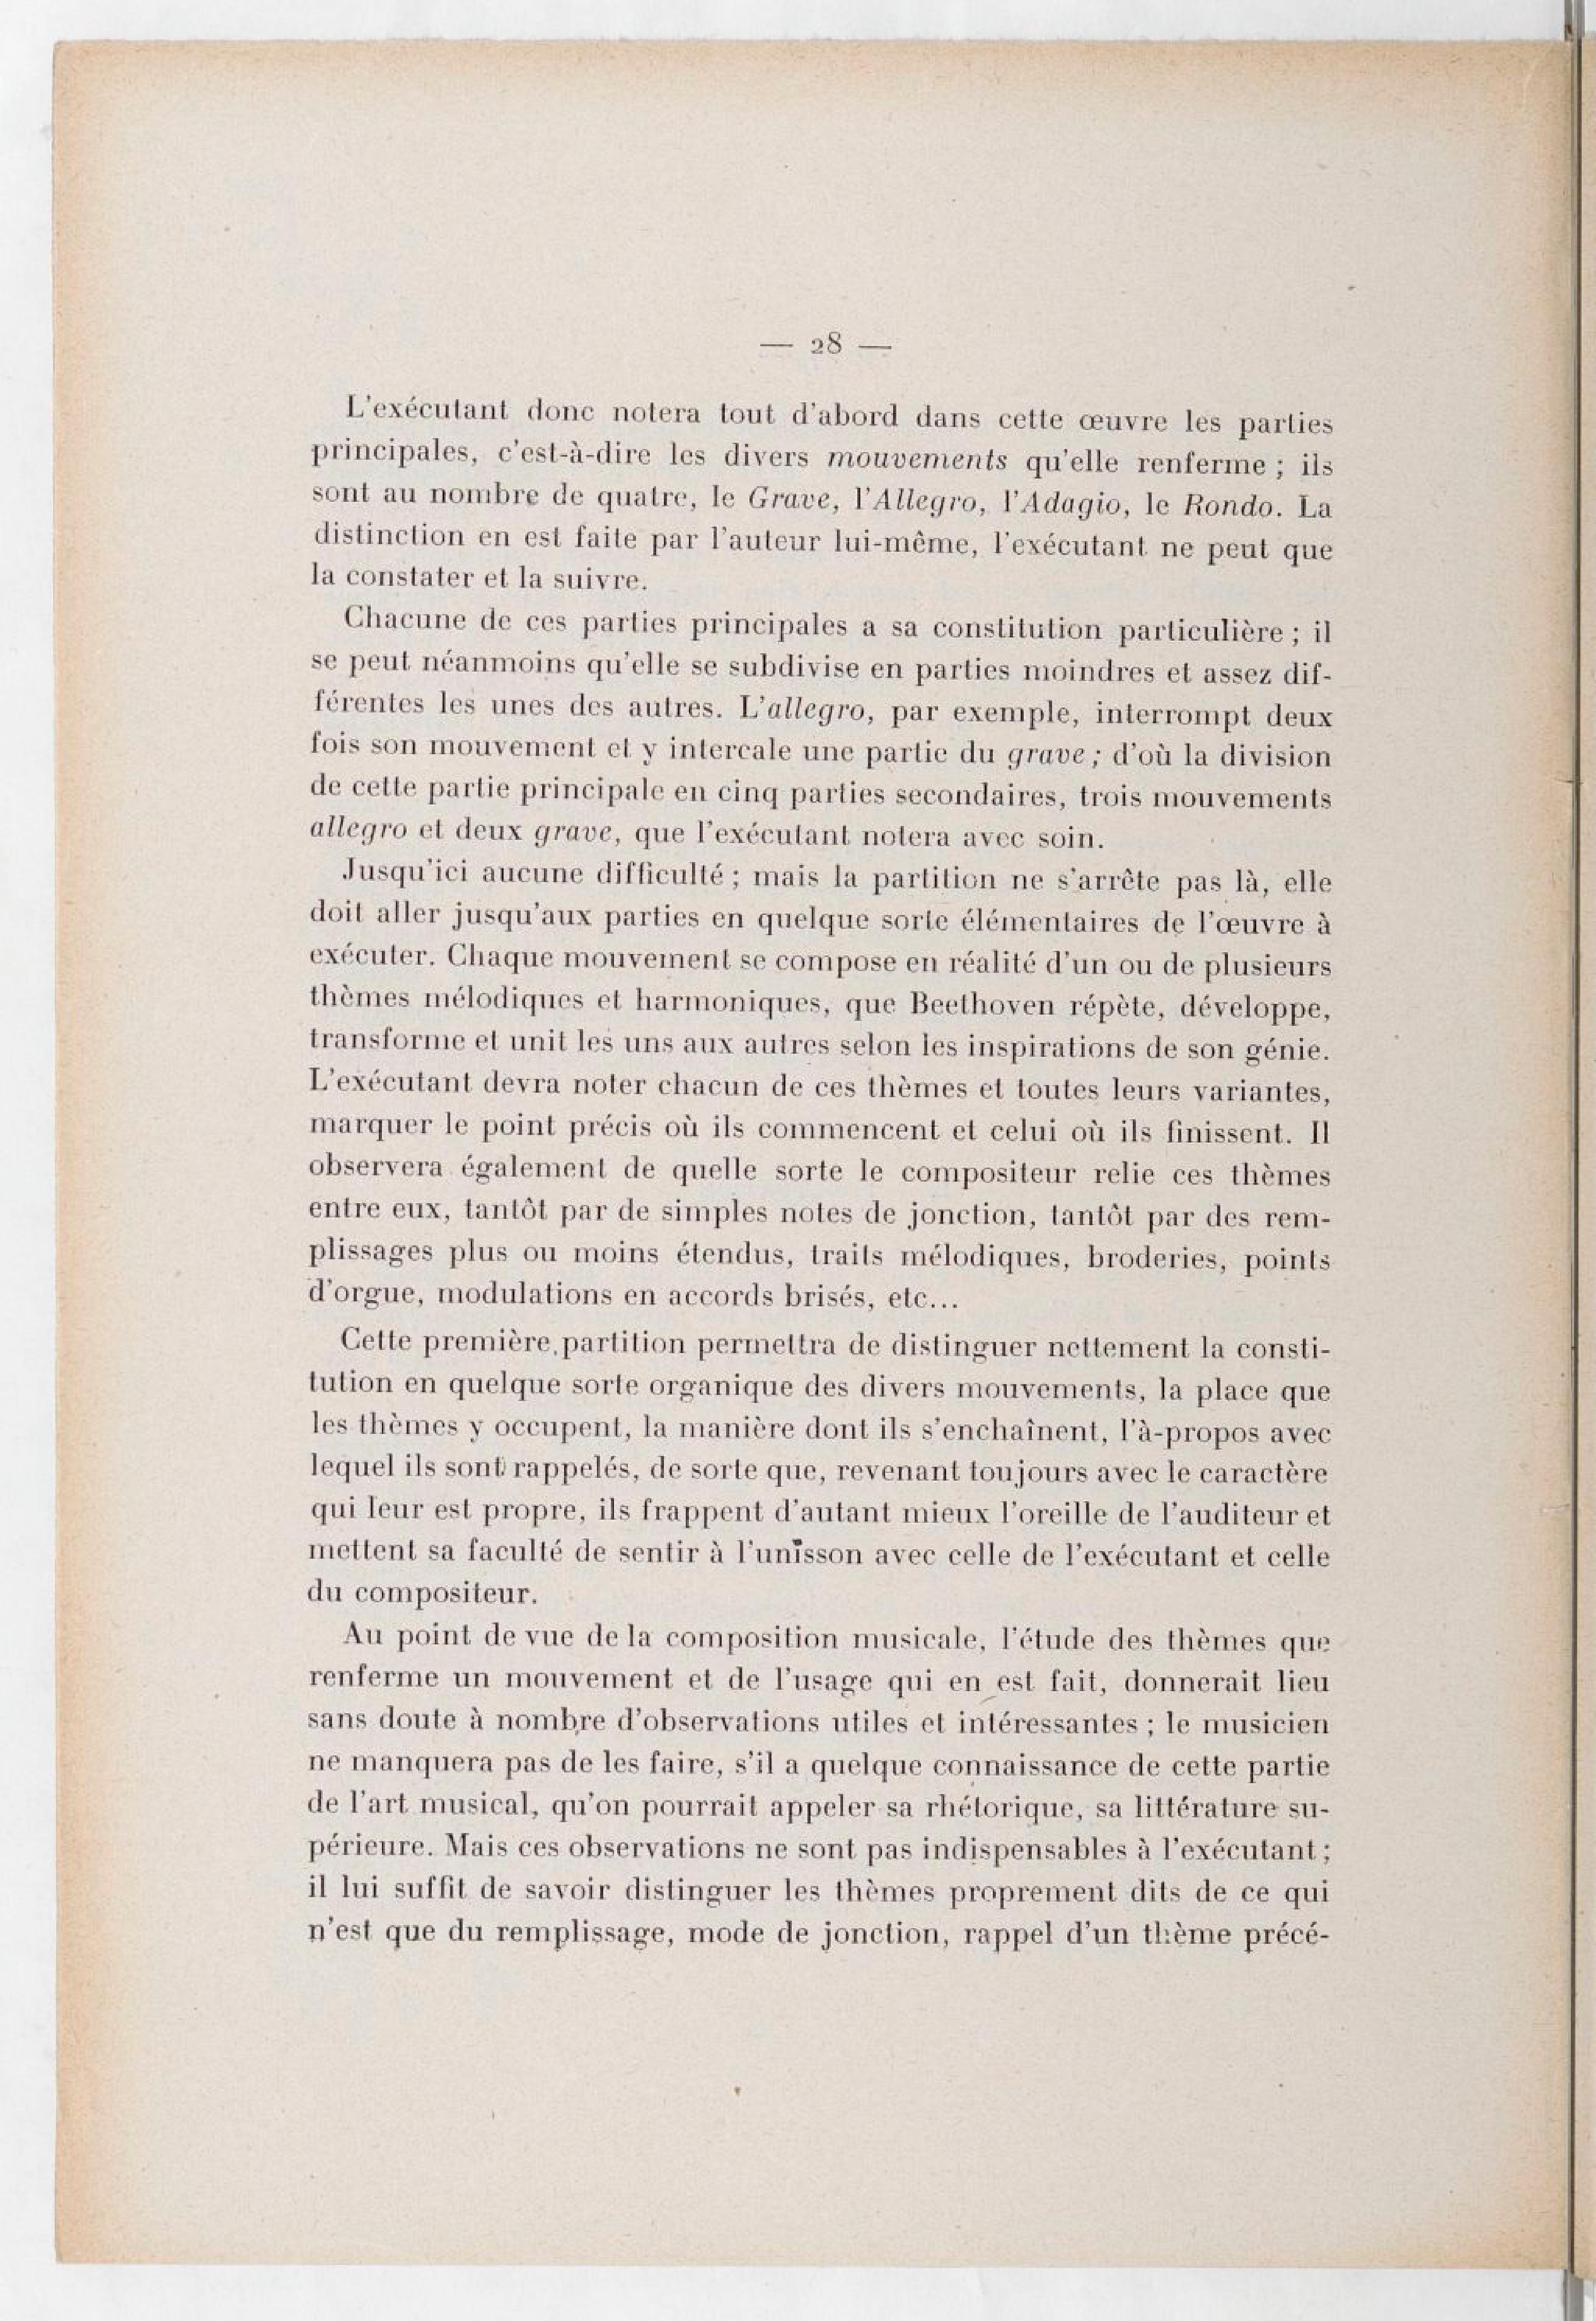 — 28 —
L'exécutant donc notera tout d'abord dans cette œuvre les parties
principales, c'est-à-dire les divers mouvements qu'elle renferme ; ils
sont au nombre de quatre, le Grave, l'Allegro, l'Adagio, le Rondo. La
distinction en est faite par l'auteur lui-même, l'exécutant ne peut que
la constater et la suivre.
Chacune de ces parties principales a sa constitution particulière ; il
se peut néanmoins qu'elle se subdivise en parties moindres et assez dif-
férentes les unes des autres. L'allegro, par exemple, interrompt deux
fois son mouvement et y intercale une partie du grave ; d'où la division
de cette partie principale en cinq parties secondaires, trois mouvements
allegro et deux grave, que l'exécutant notera avec soin.
Jusqu'ici aucune difficulté ; mais la partition ne s'arrête pas là, elle
doit aller jusqu'aux parties en quelque sorte élémentaires de l'œuvre à
exécuter. Chaque mouvement se compose en réalité d'un ou de plusieurs
thèmes mélodiques et harmoniques, que Beethoven répète, développe,
transforme et unit les uns aux autres selon les inspirations de son génie.
L'exécutant devra noter chacun de ces thèmes et toutes leurs variantes,
marquer le point précis où ils commencent et celui où ils finissent. Il
observera également de quelle sorte le compositeur relie ces thèmes
entre eux, tantôt par de simples notes de jonction, tantôt par des rem-
plissages plus ou moins étendus, traits mélodiques, broderies, points
d'orgue, modulations en accords brisés, etc...
Cette première partition permettra de distinguer nettement la consti-
tution en quelque sorte organique des divers mouvements, la place que
les thèmes y occupent, la manière dont ils s'enchaînent, l'à-propos avec
lequel ils sont rappelés, de sorte que, revenant toujours avec le caractère
qui leur est propre, ils frappent d'autant mieux l'oreille de l'auditeur et
mettent sa faculté de sentir à l'unisson avec celle de l'exécutant et celle
du compositeur.
Au point de vue de la composition musicale, l'étude des thèmes que
renferme un mouvement et de l'usage qui en est fait, donnerait lieu
sans doute à nombre d'observations utiles et intéressantes ; le musicien
ne manquera pas de les faire, s'il a quelque connaissance de cette partie
de l'art musical, qu'on pourrait appeler sa rhétorique, sa littérature su-
périeure. Mais ces observations ne sont pas indispensables à l'exécutant ;
il lui suffit de savoir distinguer les thèmes proprement dits de ce qui
n'est que du remplissage, mode de jonction, rappel d'un thème précé-